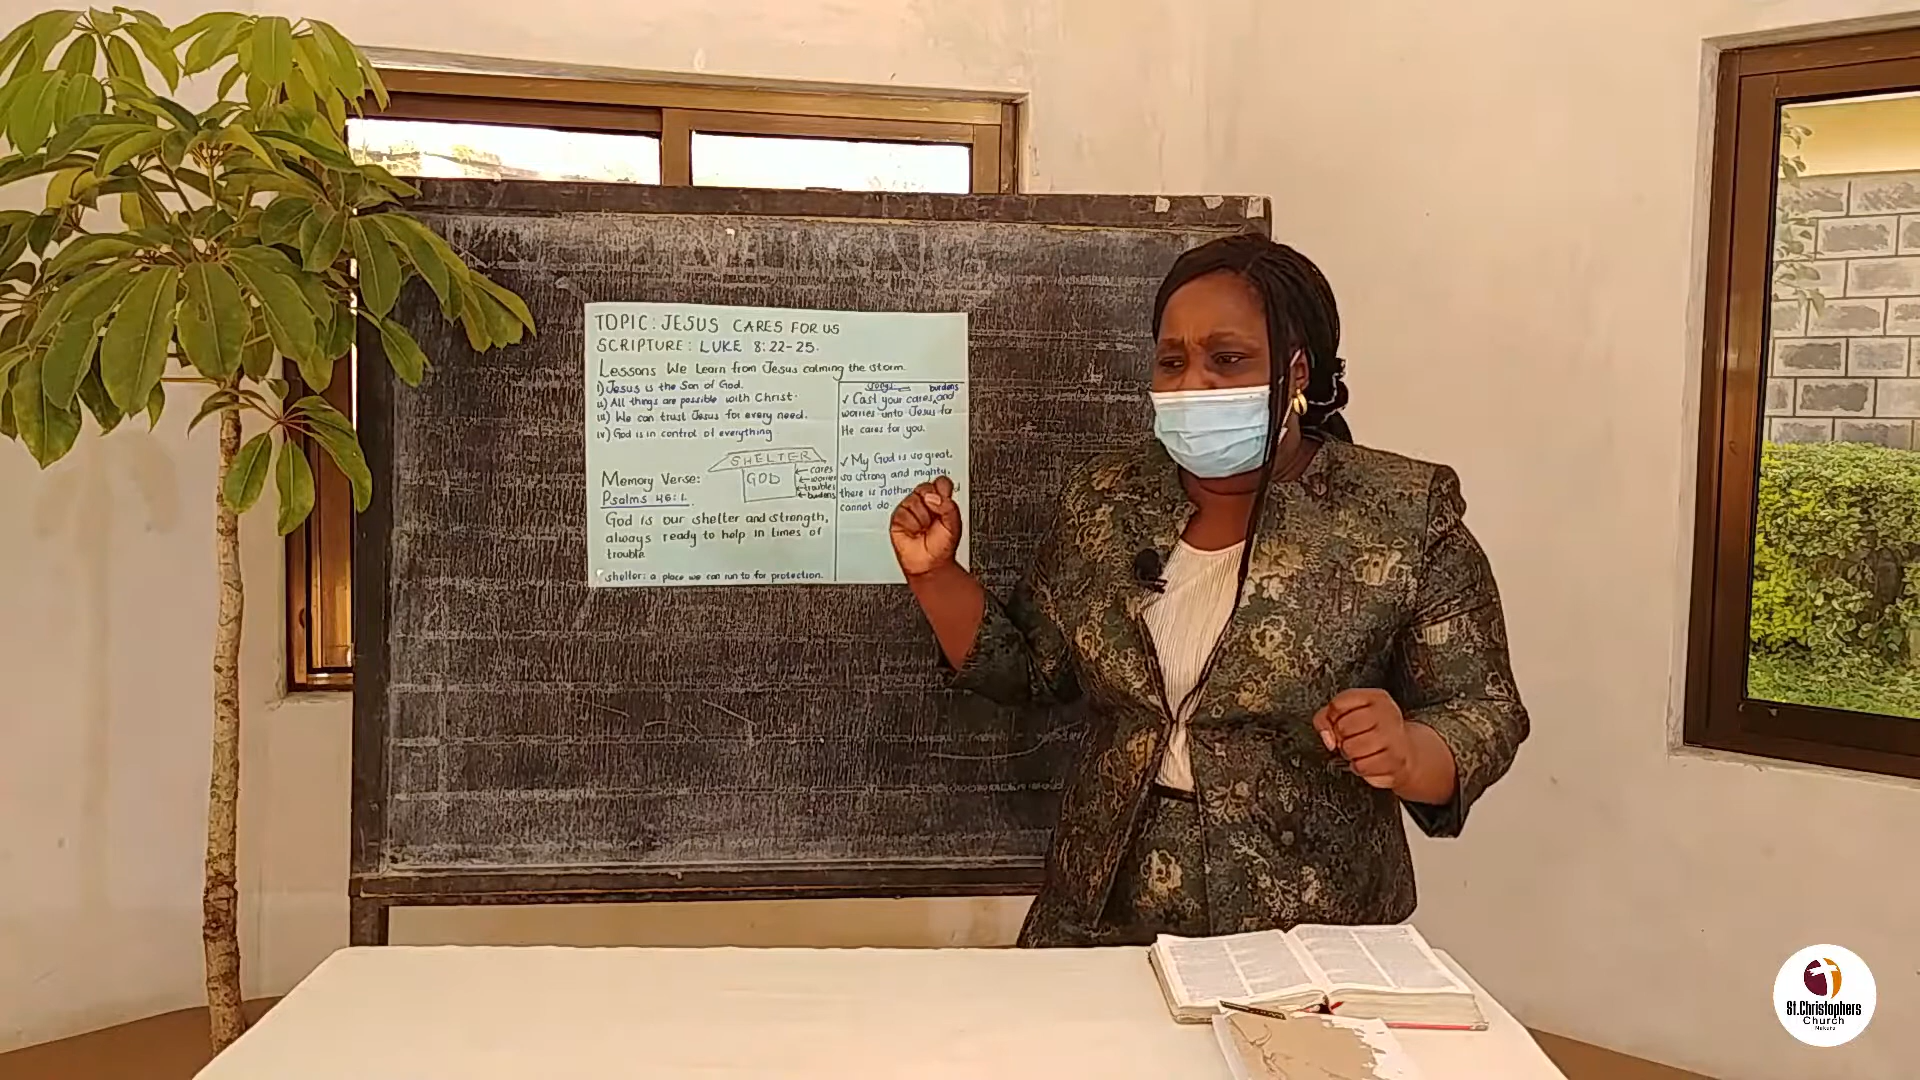 TOPIC: JESUS CARES FOR US
SCRIPTURE: LUKE 8:22-25.
Lessons We Learn from Jesus calming the storm.
i) Jesus is the Son of God.
ii) All things are possible with Christ.
iii) We can trust Jesus for every need.
iv) God is in control of everything
SHELTER
GOD
cares
worries
troubles
burdens
Memory Verse:
Psalms 46:1.
God is our shelter and strength,
always ready to help in times of
trouble.
shelter: a place we can run to for protection.
Songs
burdens
✓ Cast your cares, and
worries unto Jesus for
He cares for you.
✓ My God is so great,
so strong and mighty,
there is
cannot do.
St.Christophers
Church
Nakuru